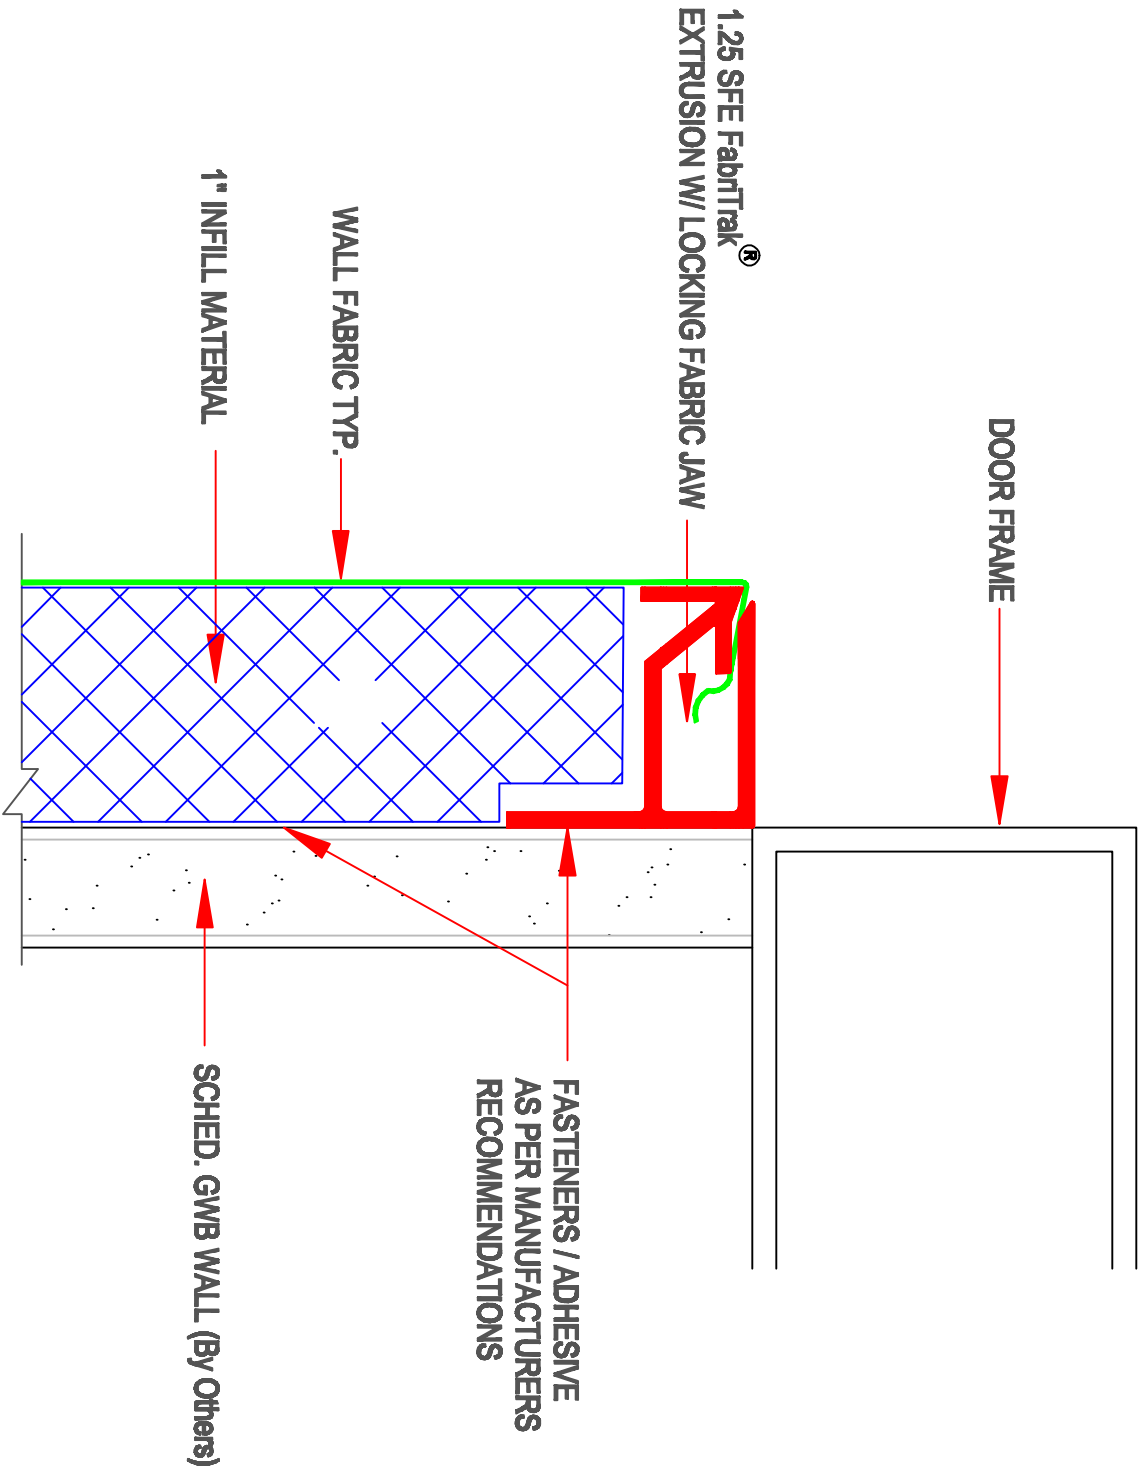 DOOR FRAME
1.25 SFE FabriTrak®
EXTRUSION W/ LOCKING FABRIC JAW
WALL FABRIC TYP.
1" INFILL MATERIAL
FASTENERS / ADHESIVE
AS PER MANUFACTURERS
RECOMMENDATIONS
SCHED. GWB WALL (By Others)